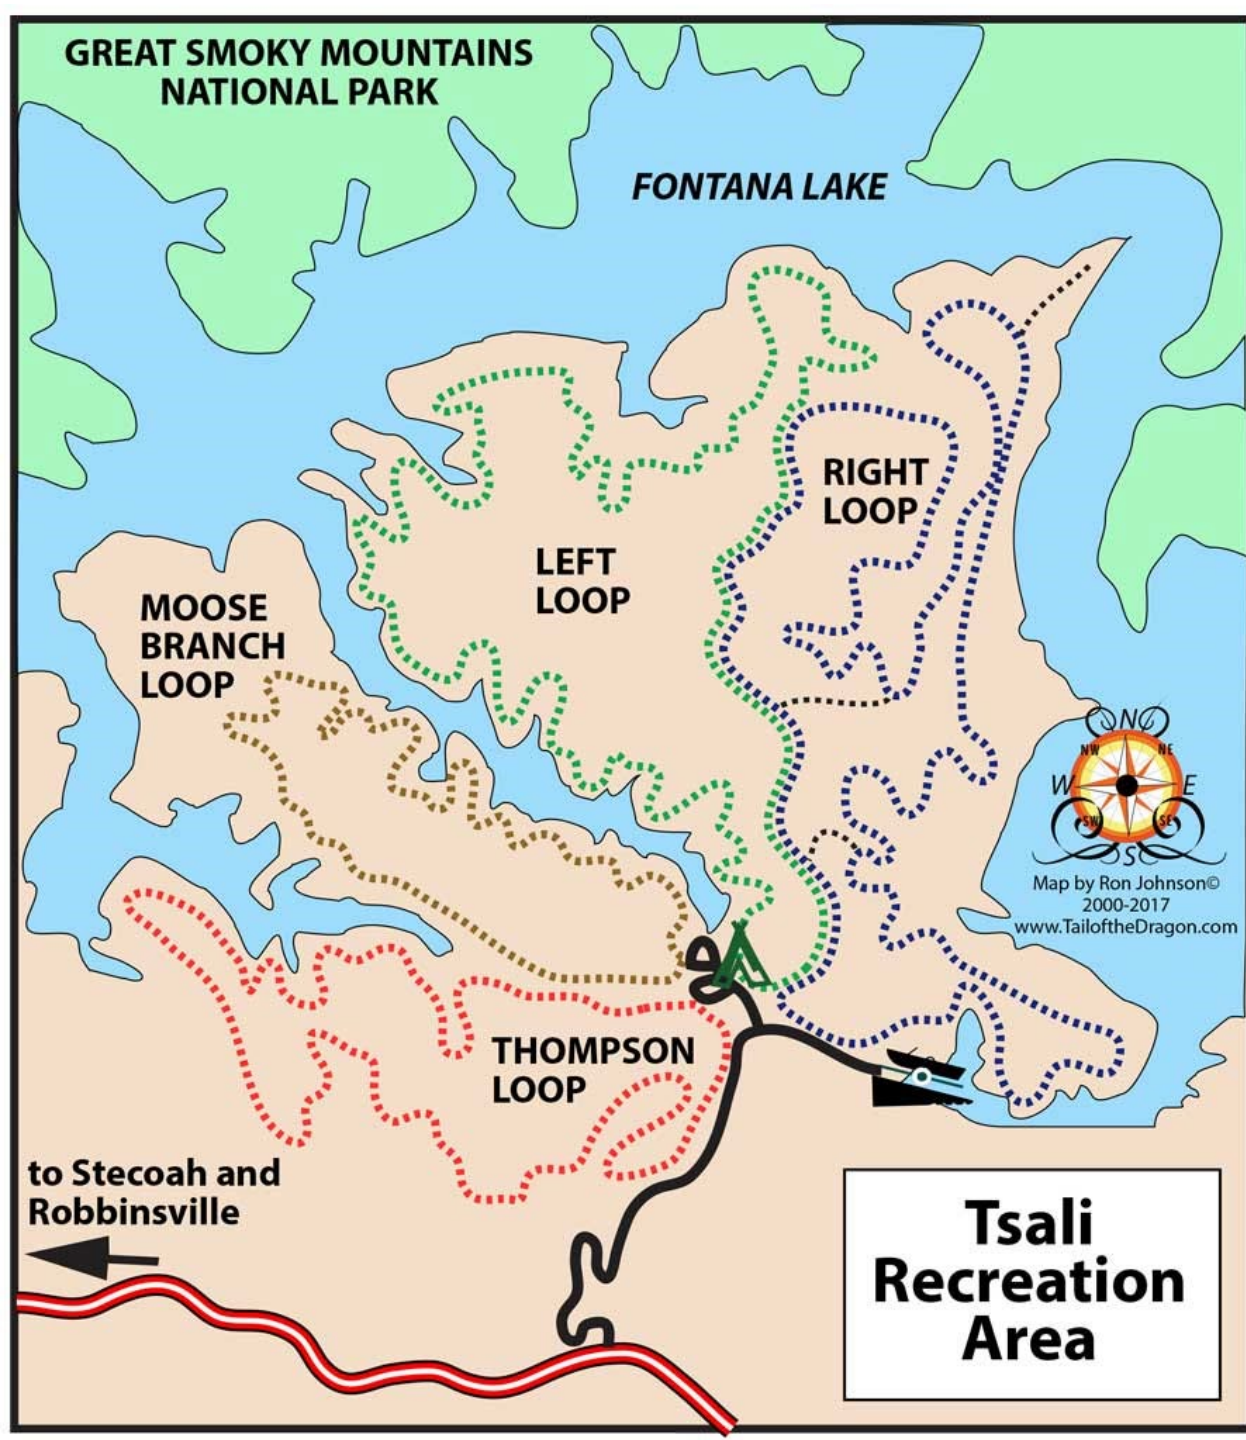 GREAT SMOKY MOUNTAINS
NATIONAL PARK
FONTANA LAKE
RIGHT
LOOP
LEFT
LOOP
MOOSE
BRANCH
LOOP
N
NW
NE
W
E
SW
SE
S
Map by Ron Johnson©
2000-2017
www.TailoftheDragon.com
THOMPSON
LOOP
to Stecoah and
Robbinsville
Tsali
Recreation
Area